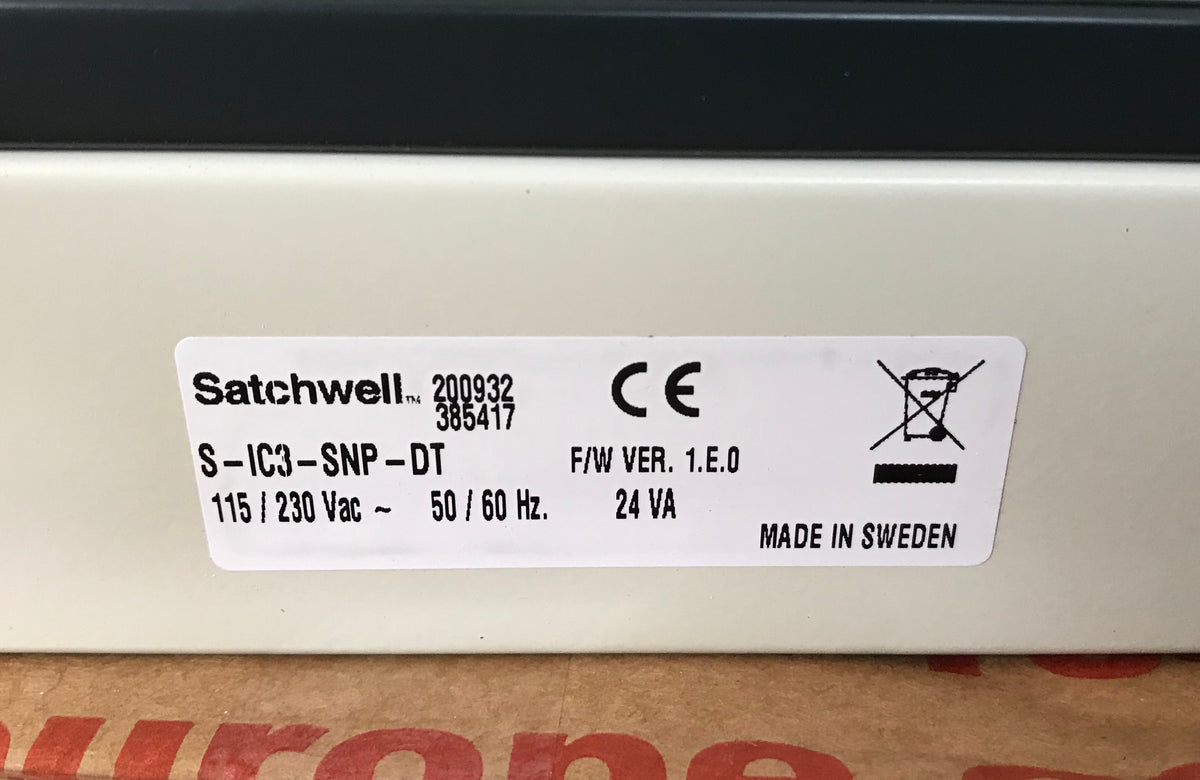 Satchwell™ 200932
385417
CE
S-IC3-SNP-DT
F/W VER. 1.E.0
115 / 230 Vac ~ 50 / 60 Hz. 24 VA
MADE IN SWEDEN
europe